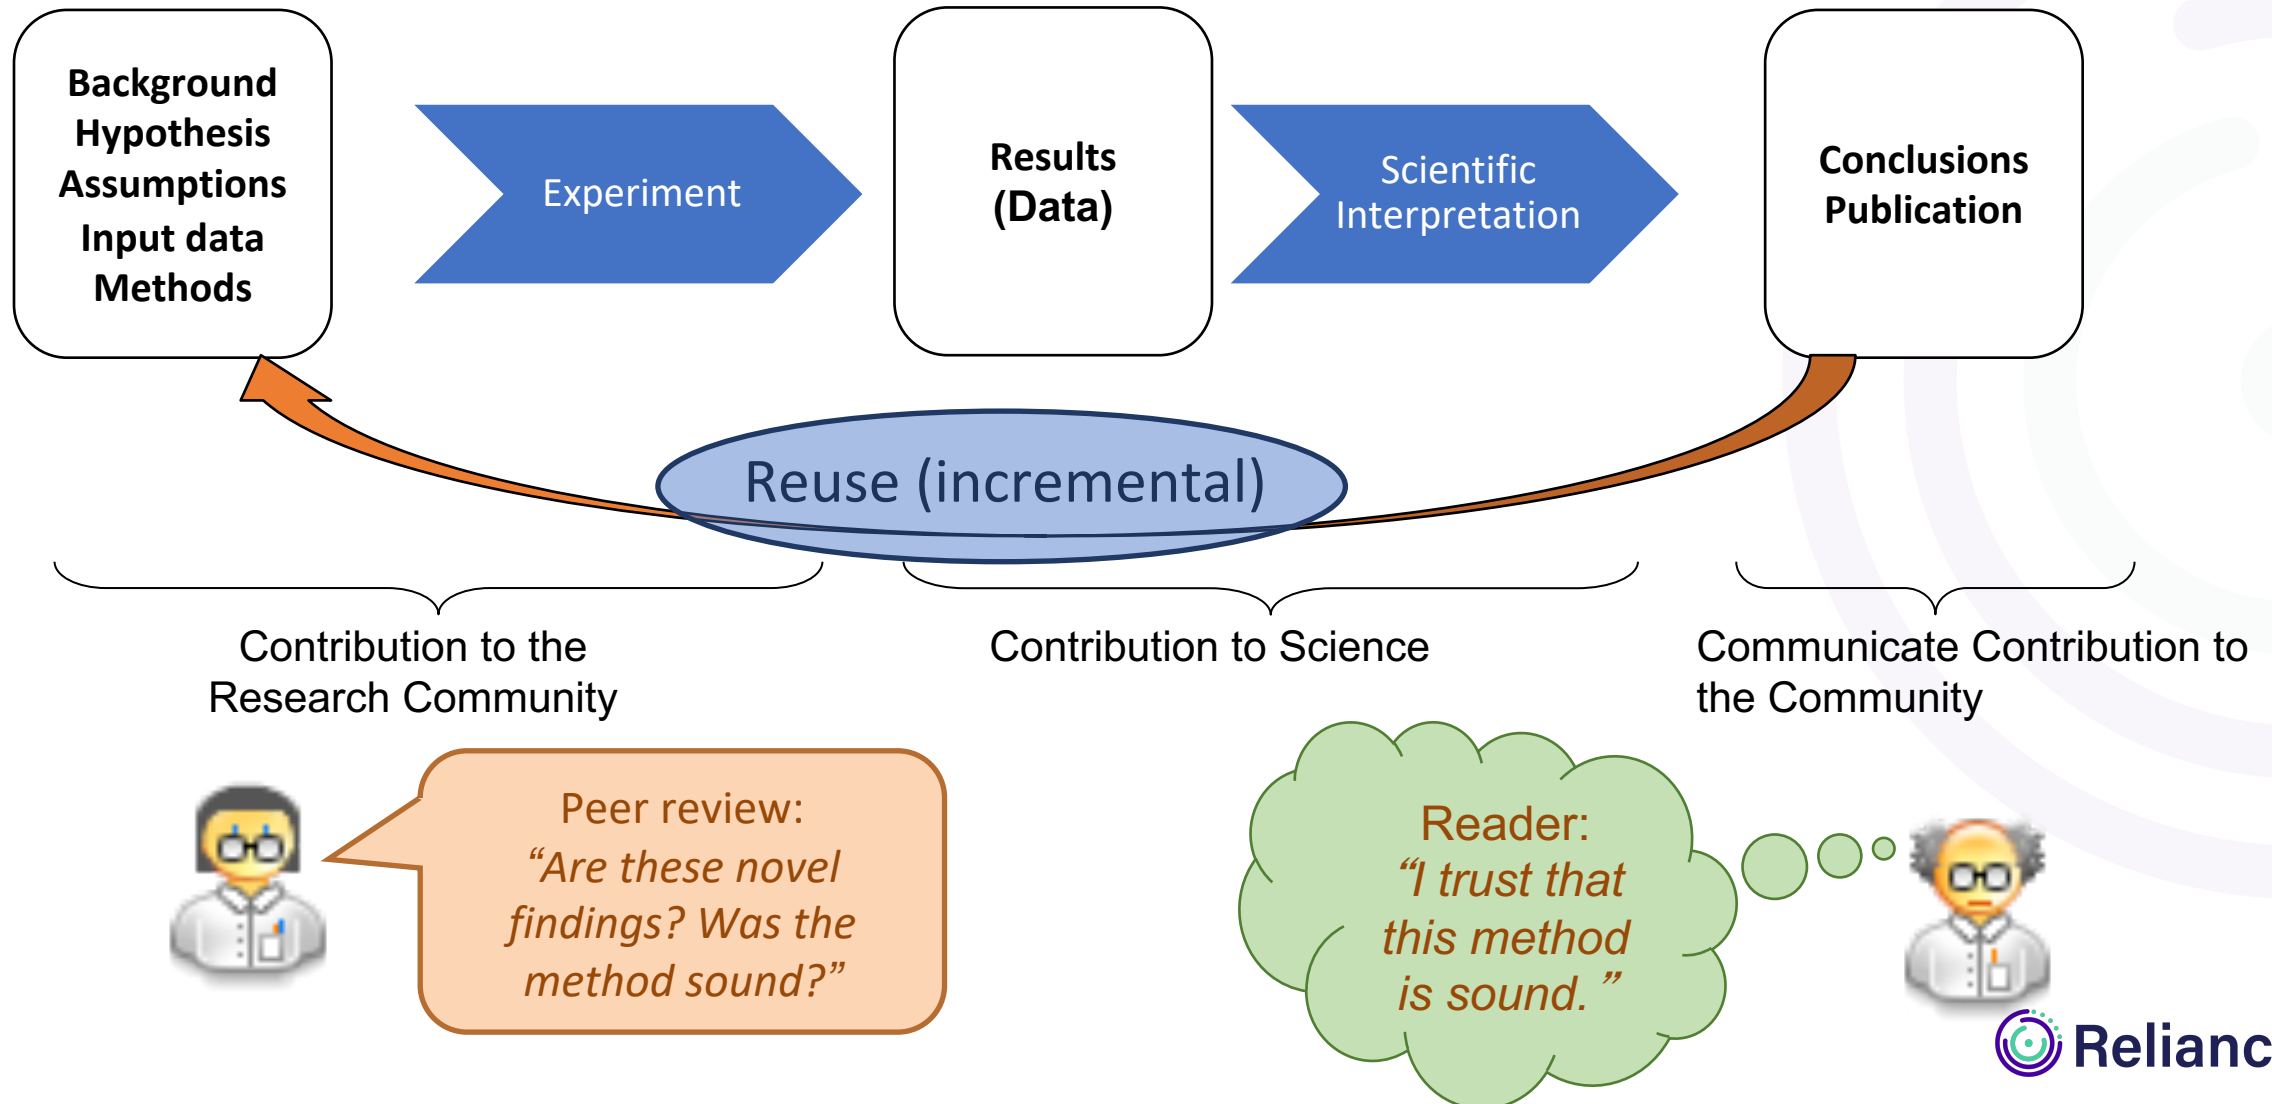 Background
Hypothesis
Assumptions
Input data
Methods
Experiment
Results
(Data)
Scientific
Interpretation
Conclusions
Publication
Reuse (incremental)
Contribution to the
Research Community
Contribution to Science
Communicate Contribution to
the Community
Peer review:
“Are these novel
findings? Was the
method sound?”
Reader:
“I trust that
this method
is sound. ”
Relianc